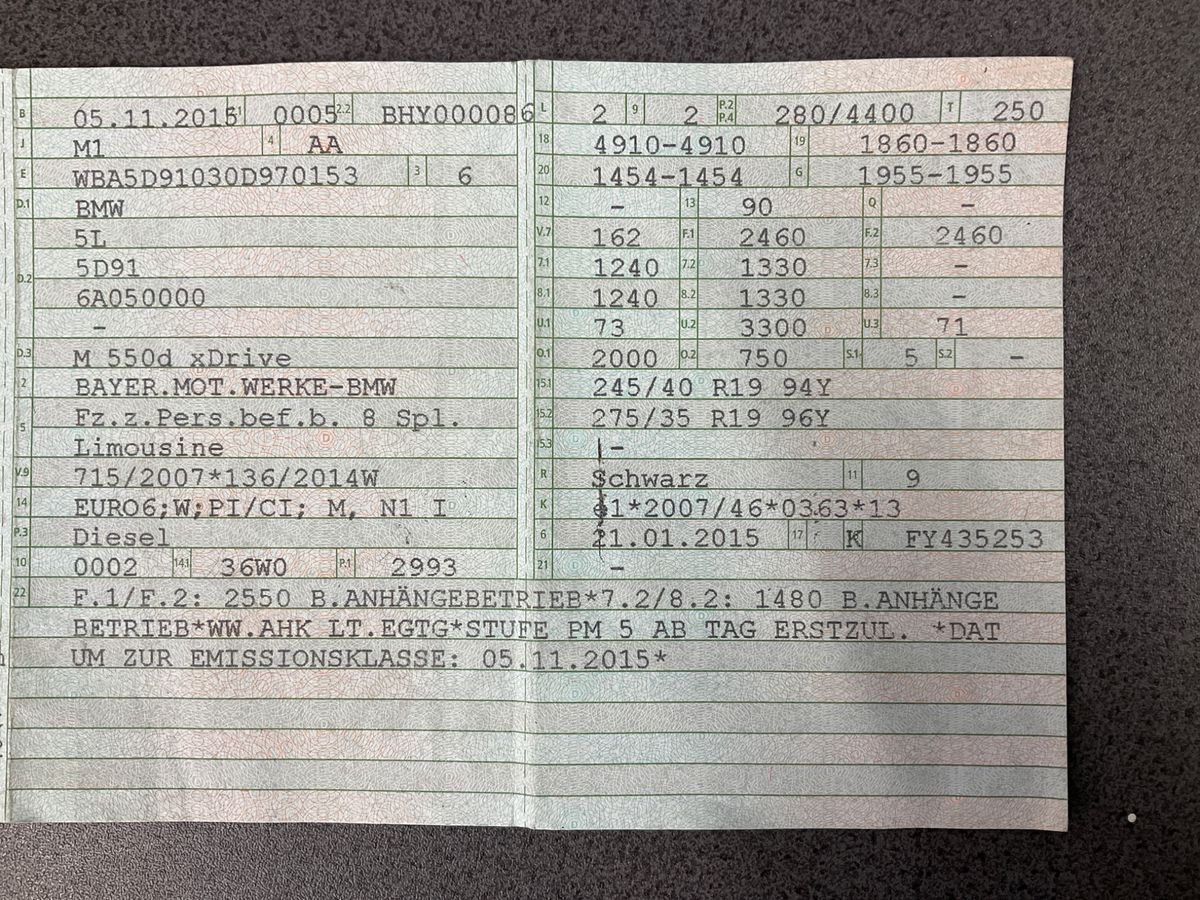 B 05.11.2015 2.1 0005 2.2 BHY000086 L 2 9 2 P.2 P.4 280/4400 T 250
J M1 4 AA 18 4910-4910 19 1860-1860
E WBA5D91030D970153 3 6 20 1454-1454 G 1955-1955
D.1 BMW 12 - 13 90 Q -
5L V.7 162 F.1 2460 F.2 2460
D.2 5D91 7.1 1240 7.2 1330 7.3 -
6A050000 8.1 1240 8.2 1330 8.3 -
- U.1 73 U.2 3300 U.3 71
D.3 M 550d xDrive O.1 2000 O.2 750 S.1 5 S.2 -
2 BAYER.MOT.WERKE-BMW 15.1 245/40 R19 94Y
5 Fz.z.Pers.bef.b. 8 Spl. 15.2 275/35 R19 96Y
Limousine 15.3 -
V.9 715/2007*136/2014W R Schwarz 11 9
14 EURO6;W;PI/CI; M, N1 I K e1*2007/46*0363*13
P.3 Diesel 6 21.01.2015 17 K FY435253
10 0002 14.1 36W0 P.1 2993 21 -
22 F.1/F.2: 2550 B.ANHÄNGEBETRIEB*7.2/8.2: 1480 B.ANHÄNGE
BETRIEB*WW.AHK LT.EGTG*STUFE PM 5 AB TAG ERSTZUL. *DAT
UM ZUR EMISSIONSKLASSE: 05.11.2015*